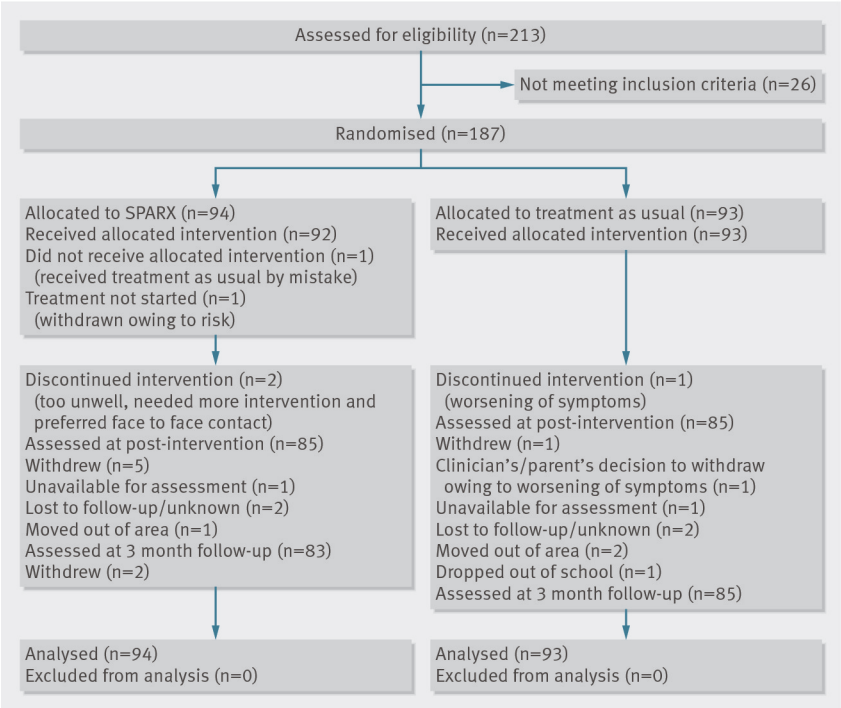 Assessed for eligibility (n=213)
Not meeting inclusion criteria (n=26)
Randomised (n=187)
Allocated to SPARX (n=94)
Received allocated intervention (n=92)
Did not receive allocated intervention (n=1)
(received treatment as usual by mistake)
Treatment not started (n=1)
(withdrawn owing to risk)
Allocated to treatment as usual (n=93)
Received allocated intervention (n=93)
Discontinued intervention (n=2)
(too unwell, needed more intervention and
preferred face to face contact)
Assessed at post-intervention (n=85)
Withdrew (n=5)
Unavailable for assessment (n=1)
Lost to follow-up/unknown (n=2)
Moved out of area (n=1)
Assessed at 3 month follow-up (n=83)
Withdrew (n=2)
Discontinued intervention (n=1)
(worsening of symptoms)
Assessed at post-intervention (n=85)
Withdrew (n=1)
Clinician's/parent's decision to withdraw
owing to worsening of symptoms (n=1)
Unavailable for assessment (n=1)
Lost to follow-up/unknown (n=2)
Moved out of area (n=2)
Dropped out of school (n=1)
Assessed at 3 month follow-up (n=85)
Analysed (n=94)
Excluded from analysis (n=0)
Analysed (n=93)
Excluded from analysis (n=0)